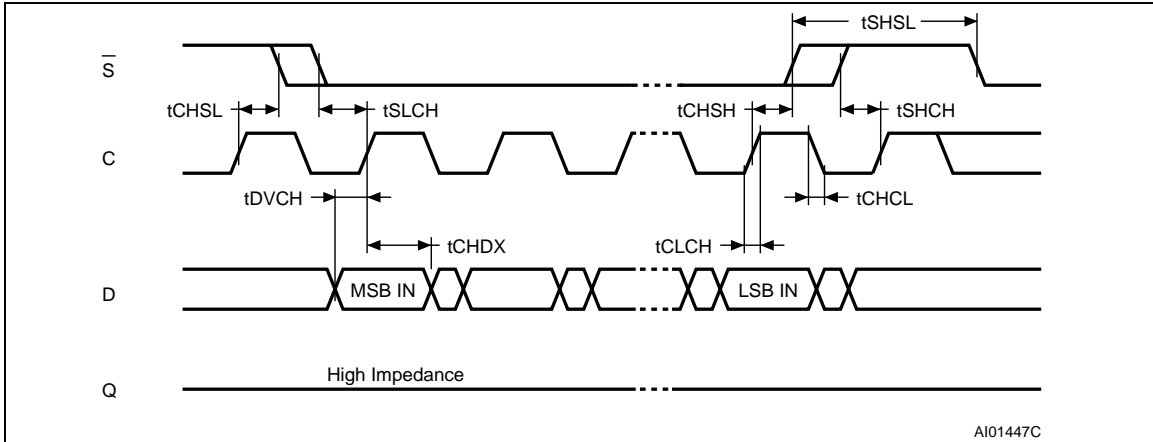 tSHSL
S
tCHSL
tSLCH
tCHSH
tSHCH
C
tDVCH
tCHCL
tCHDX
tCLCH
D
MSB IN
LSB IN
High Impedance
Q
AI01447C